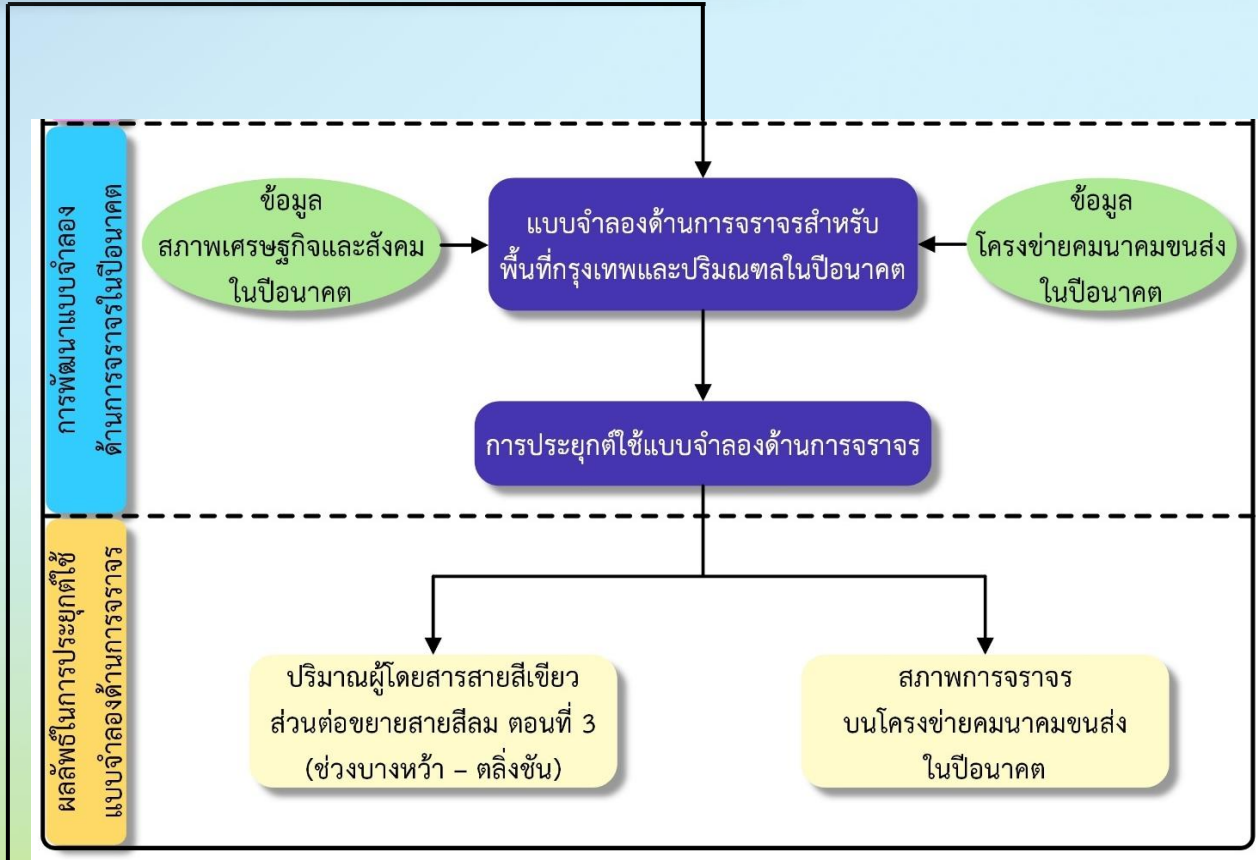 การพัฒนาแบบจำลอง
ด้านการจราจรในปีอนาคต
ข้อมูล
สภาพเศรษฐกิจและสังคม
ในปีอนาคต
แบบจำลองด้านการจราจรสำหรับ
พื้นที่กรุงเทพและปริมณฑลในปีอนาคต
ข้อมูล
โครงข่ายคมนาคมขนส่ง
ในปีอนาคต
การประยุกต์ใช้แบบจำลองด้านการจราจร
ผลลัพธ์ในการประยุกต์ใช้
แบบจำลองด้านการจราจร
ปริมาณผู้โดยสารสายสีเขียว
ส่วนต่อขยายสายสีลม ตอนที่ 3
(ช่วงบางหว้า – ตลิ่งชัน)
สภาพการจราจร
บนโครงข่ายคมนาคมขนส่ง
ในปีอนาคต